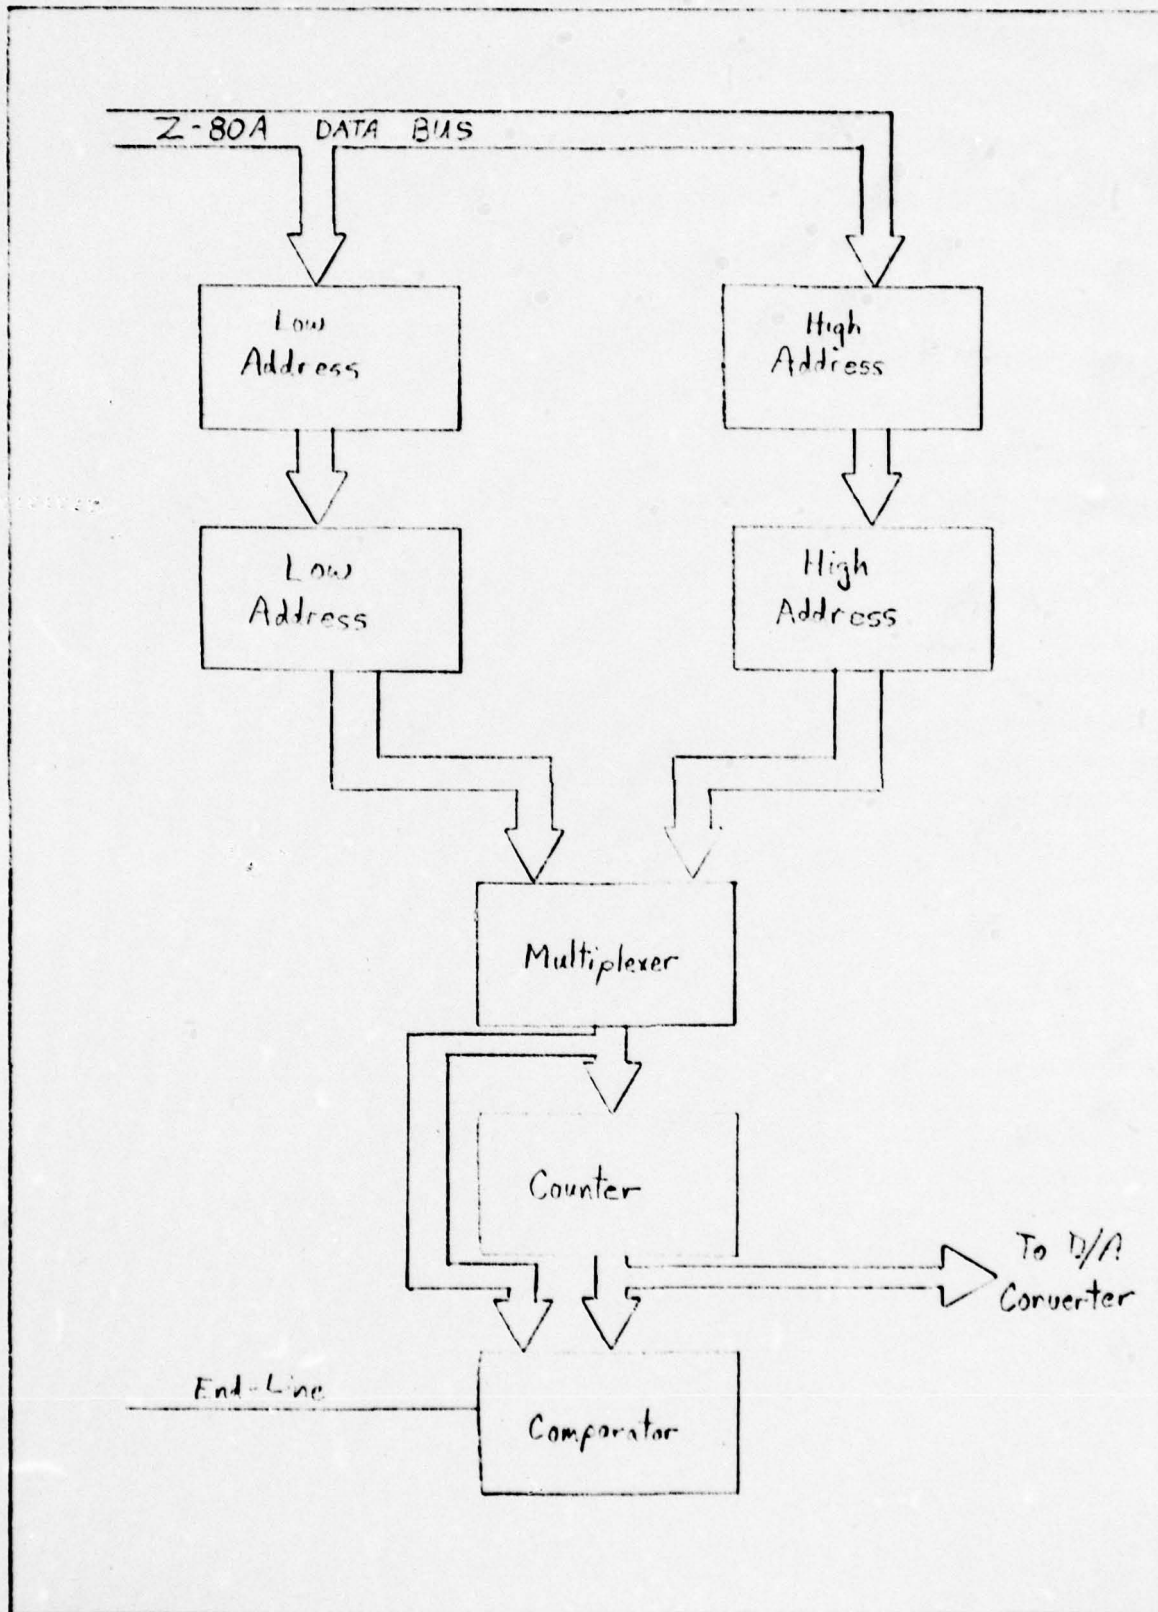 Z-80A DATA BUS
Low
Address
High
Address
Low
Address
High
Address
Multiplexer
Counter
To D/A
Converter
End-Line
Comparator